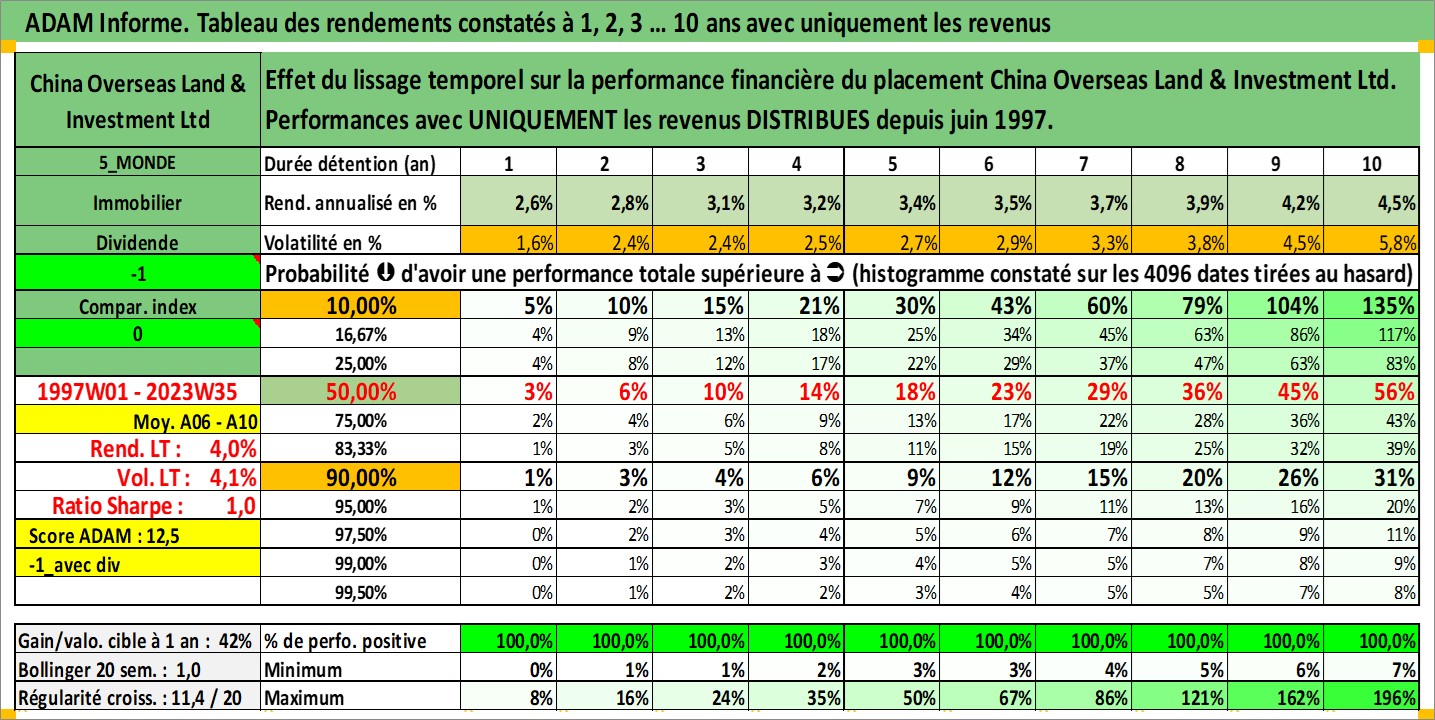 ADAM Informe. Tableau des rendements constatés à 1, 2, 3 ... 10 ans avec uniquement les revenus
China Overseas Land & Investment Ltd
Effet du lissage temporel sur la performance financière du placement China Overseas Land & Investment Ltd.
Performances avec UNIQUEMENT les revenus DISTRIBUES depuis juin 1997.
5_MONDE Durée détention (an) 1 2 3 4 5 6 7 8 9 10
Immobilier Rend. annualisé en % 2,6% 2,8% 3,1% 3,2% 3,4% 3,5% 3,7% 3,9% 4,2% 4,5%
Dividende Volatilité en % 1,6% 2,4% 2,4% 2,5% 2,7% 2,9% 3,3% 3,8% 4,5% 5,8%
-1 Probabilité d'avoir une performance totale supérieure à (histogramme constaté sur les 4096 dates tirées au hasard)
Compar. index 10,00% 5% 10% 15% 21% 30% 43% 60% 79% 104% 135%
0 16,67% 4% 9% 13% 18% 25% 34% 45% 63% 86% 117%
25,00% 4% 8% 12% 17% 22% 29% 37% 47% 63% 83%
1997W01 - 2023W35 50,00% 3% 6% 10% 14% 18% 23% 29% 36% 45% 56%
Moy. A06 - A10 75,00% 2% 4% 6% 9% 13% 17% 22% 28% 36% 43%
Rend. LT : 4,0% 83,33% 1% 3% 5% 8% 11% 15% 19% 25% 32% 39%
Vol. LT : 4,1% 90,00% 1% 3% 4% 6% 9% 12% 15% 20% 26% 31%
Ratio Sharpe : 1,0 95,00% 1% 2% 3% 5% 7% 9% 11% 13% 16% 20%
Score ADAM : 12,5 97,50% 0% 2% 3% 4% 5% 6% 7% 8% 9% 11%
-1_avec div 99,00% 0% 1% 2% 3% 4% 5% 5% 7% 8% 9%
99,50% 0% 1% 2% 2% 3% 4% 5% 5% 7% 8%
Gain/valo. cible à 1 an : 42% % de perfo. positive 100,0% 100,0% 100,0% 100,0% 100,0% 100,0% 100,0% 100,0% 100,0% 100,0%
Bollinger 20 sem. : 1,0 Minimum 0% 1% 1% 2% 3% 3% 4% 5% 6% 7%
Régularité croiss. : 11,4 / 20 Maximum 8% 16% 24% 35% 50% 67% 86% 121% 162% 196%